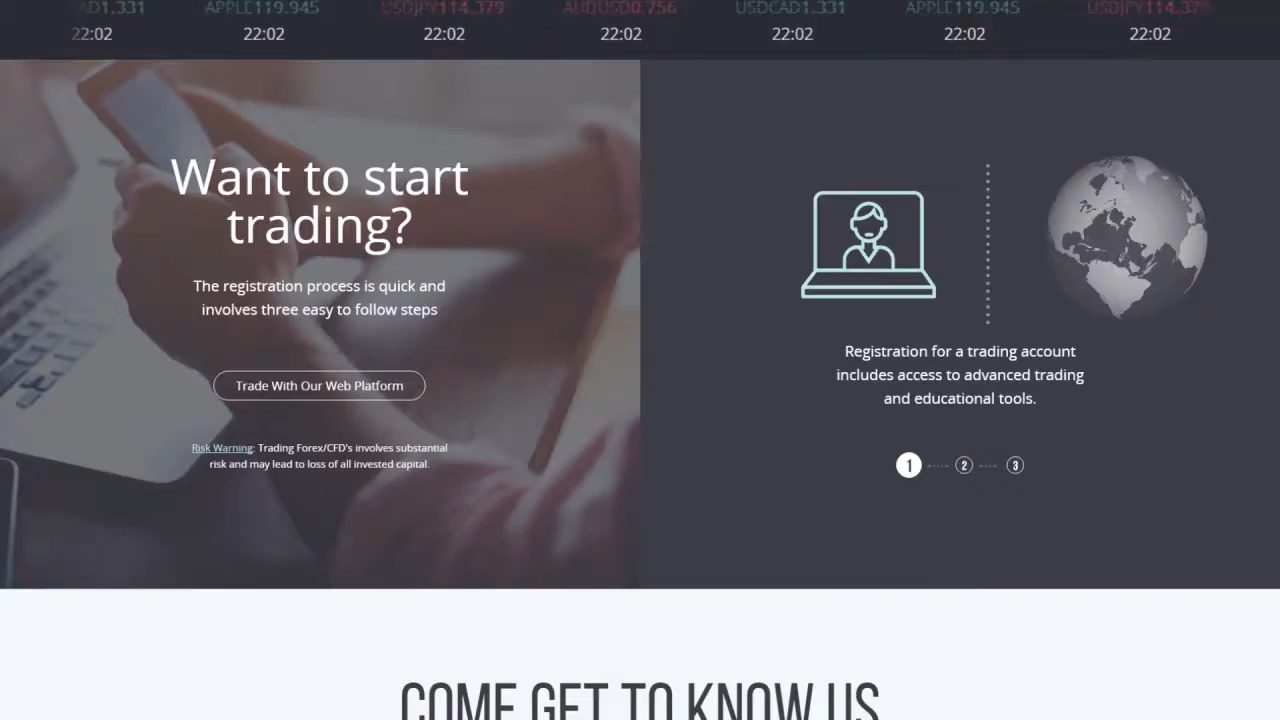 AD1.331 APPLE119.945 USDJPY114.379 AUDUSD0.756 USDCAD1.331 APPLE119.945 USDJPY114.37
22:02 22:02 22:02 22:02 22:02 22:02 22:02
Want to start
trading?
The registration process is quick and
involves three easy to follow steps
Trade With Our Web Platform
Risk Warning: Trading Forex/CFD's involves substantial
risk and may lead to loss of all invested capital.
Registration for a trading account
includes access to advanced trading
and educational tools.
1 2 3
COME GET TO KNOW US